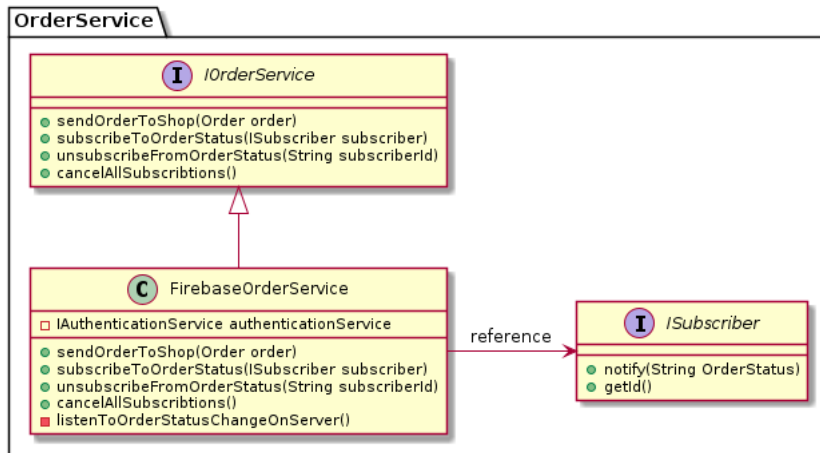 OrderService
I IOrderService
sendOrderToShop(Order order)
subscribeToOrderStatus(ISubscriber subscriber)
unsubscribeFromOrderStatus(String subscriberId)
cancelAllSubscribtions()
C FirebaseOrderService
IAuthenticationService authenticationService
sendOrderToShop(Order order)
subscribeToOrderStatus(ISubscriber subscriber)
unsubscribeFromOrderStatus(String subscriberId)
cancelAllSubscribtions()
listenToOrderStatusChangeOnServer()
reference
I ISubscriber
notify(String OrderStatus)
getId()